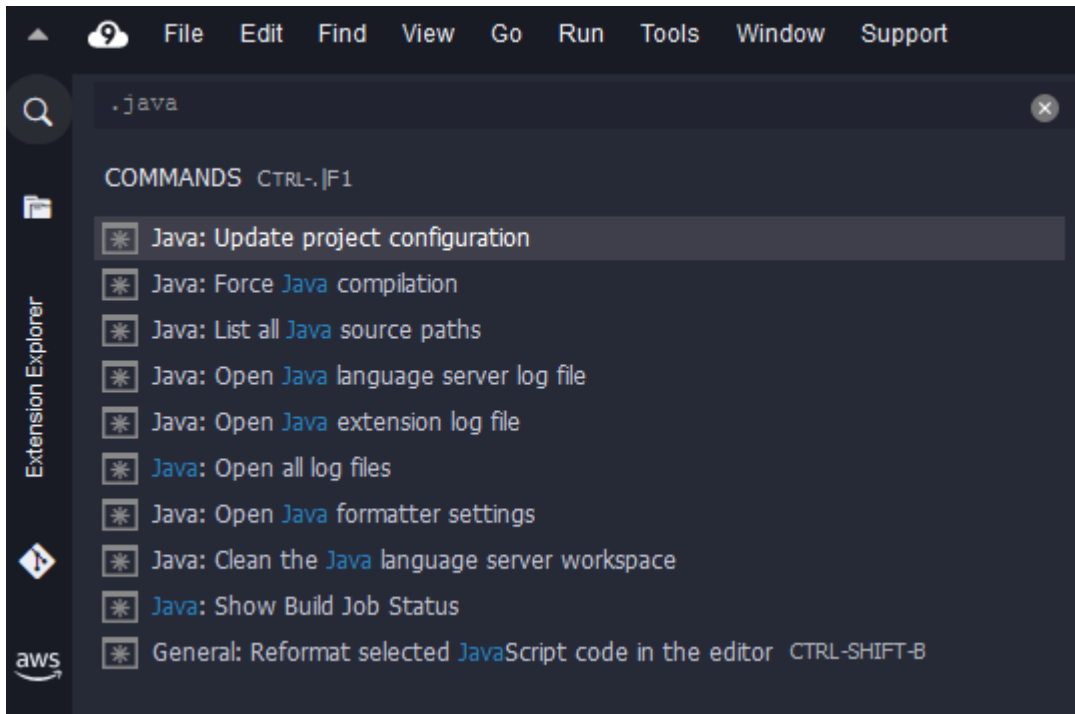 9 File Edit Find View Go Run Tools Window Support
.java
COMMANDS CTRL-.|F1
Java: Update project configuration
Java: Force Java compilation
Java: List all Java source paths
Java: Open Java language server log file
Java: Open Java extension log file
Java: Open all log files
Java: Open Java formatter settings
Java: Clean the Java language server workspace
Java: Show Build Job Status
General: Reformat selected JavaScript code in the editor CTRL-SHIFT-B
Extension Explorer
aws